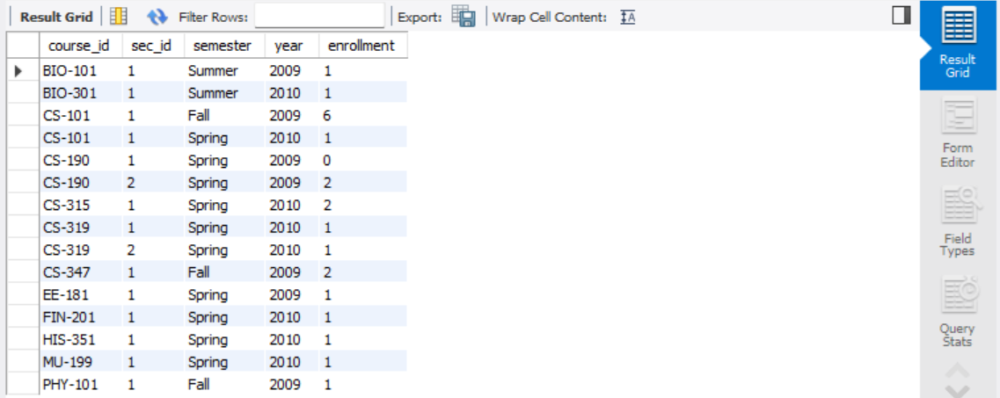 Result Grid Filter Rows: Export: Wrap Cell Content: IA
course_id sec_id semester year enrollment
BIO-101 1 Summer 2009 1
BIO-301 1 Summer 2010 1
CS-101 1 Fall 2009 6
CS-101 1 Spring 2010 1
CS-190 1 Spring 2009 0
CS-190 2 Spring 2009 2
CS-315 1 Spring 2010 2
CS-319 1 Spring 2010 1
CS-319 2 Spring 2010 1
CS-347 1 Fall 2009 2
EE-181 1 Spring 2009 1
FIN-201 1 Spring 2010 1
HIS-351 1 Spring 2010 1
MU-199 1 Spring 2010 1
PHY-101 1 Fall 2009 1
Result
Grid
Form
Editor
Field
Types
Query
Stats